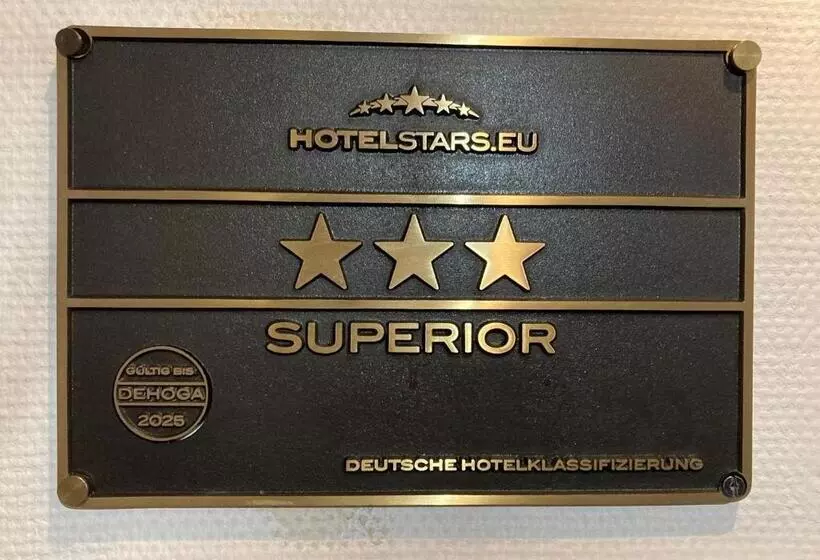 HOTELSTARS.EU
SUPERIOR
GÜLTIG BIS
DEHOGA
2025
DEUTSCHE HOTELKLASSIFIZIERUNG